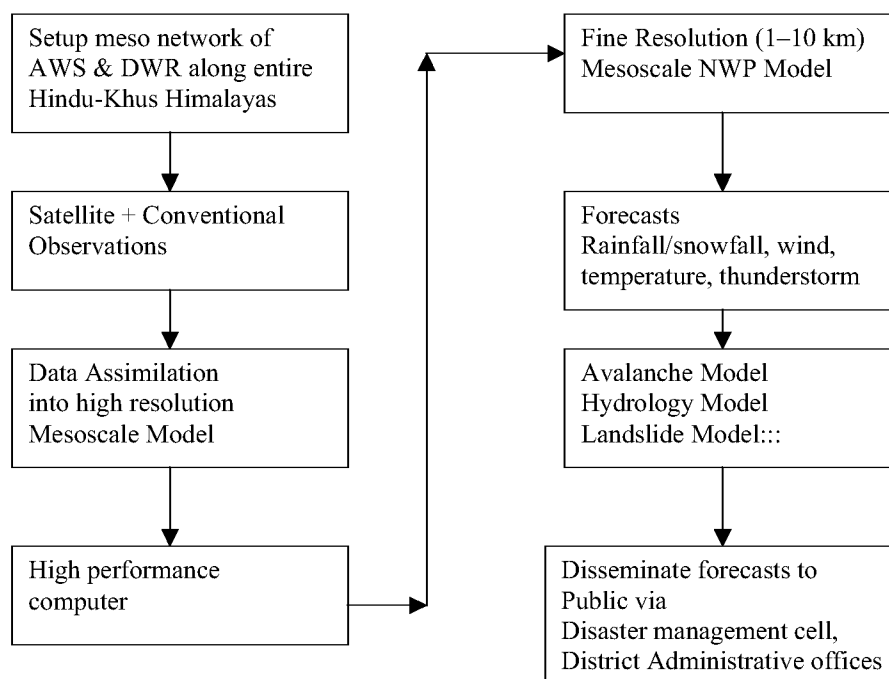 Setup meso network of
AWS & DWR along entire
Hindu-Khus Himalayas
Satellite + Conventional
Observations
Data Assimilation
into high resolution
Mesoscale Model
High performance
computer
Fine Resolution (1–10 km)
Mesoscale NWP Model
Forecasts
Rainfall/snowfall, wind,
temperature, thunderstorm
Avalanche Model
Hydrology Model
Landslide Model:::
Disseminate forecasts to
Public via
Disaster management cell,
District Administrative offices